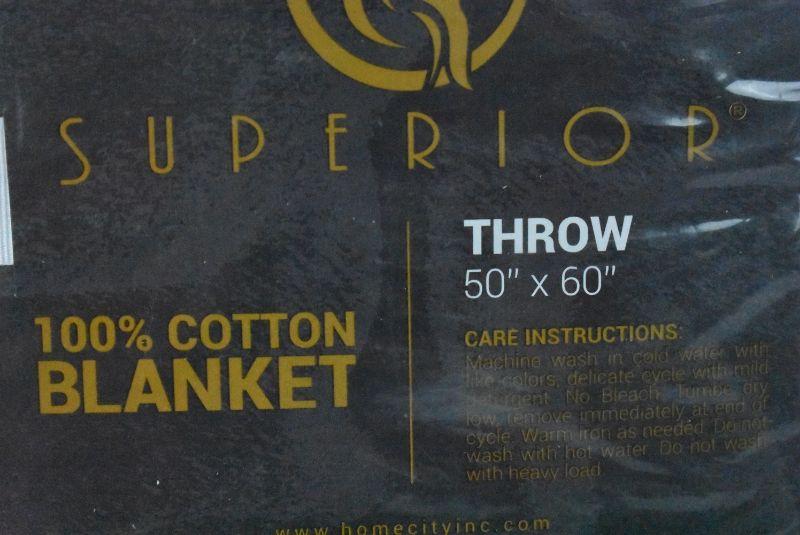 SUPERIOR®
THROW
50" x 60"
100% COTTON
BLANKET
CARE INSTRUCTIONS:
Machine wash in cold water with
like colors, delicate cycle with mild
detergent. No Bleach. Tumbe dry
low, remove immediately at end of
cycle. Warm iron as needed. Do not
wash with hot water. Do not wash
with heavy load.
www.homecityinc.com